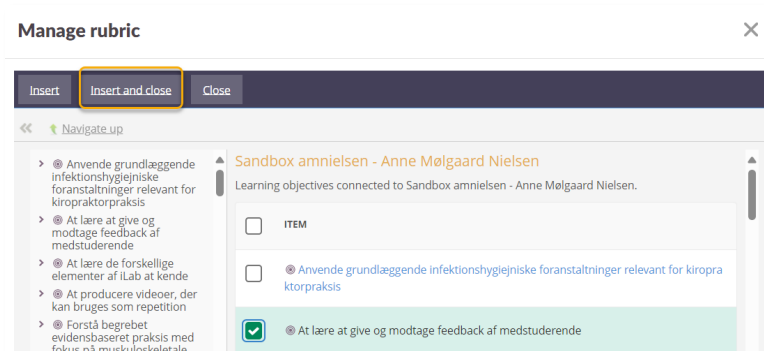 Manage rubric
Insert Insert and close Close
Navigate up
Anvende grundlæggende
infektionshygiejniske
foranstaltninger relevant for
kiropraktorpraksis
At lære at give og
modtage feedback af
medstuderende
At lære de forskellige
elementer af iLab at kende
At producere videoer, der
kan bruges som repetition
Forstå begrebet
evidensbaseret praksis med
fokus på muskuloskeletale
Sandbox amnielsen - Anne Mølgaard Nielsen
Learning objectives connected to Sandbox amnielsen - Anne Mølgaard Nielsen.
ITEM
Anvende grundlæggende infektionshygiejniske foranstaltninger relevant for kiropra
ktorpraksis
At lære at give og modtage feedback af medstuderende